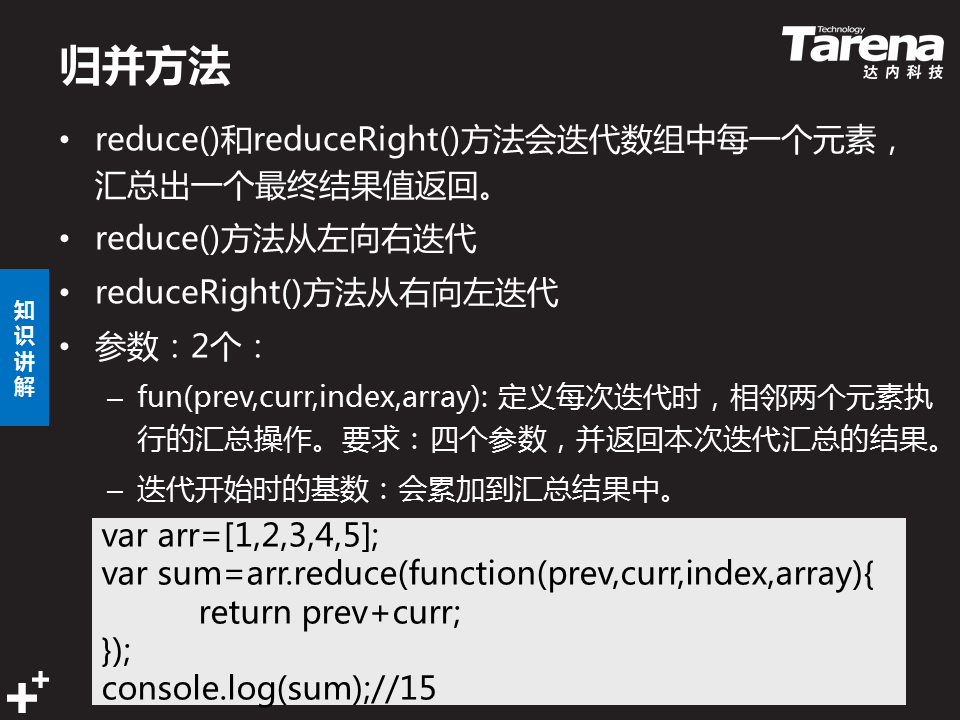 归并方法
Technology
Tarena
达内科技
• reduce()和reduceRight()方法会迭代数组中每一个元素，
汇总出一个最终结果值返回。
• reduce()方法从左向右迭代
• reduceRight()方法从右向左迭代
• 参数：2个：
– fun(prev,curr,index,array): 定义每次迭代时，相邻两个元素执
行的汇总操作。要求：四个参数，并返回本次迭代汇总的结果。
– 迭代开始时的基数：会累加到汇总结果中。
知
识
讲
解
var arr=[1,2,3,4,5];
var sum=arr.reduce(function(prev,curr,index,array){
return prev+curr;
});
console.log(sum);//15